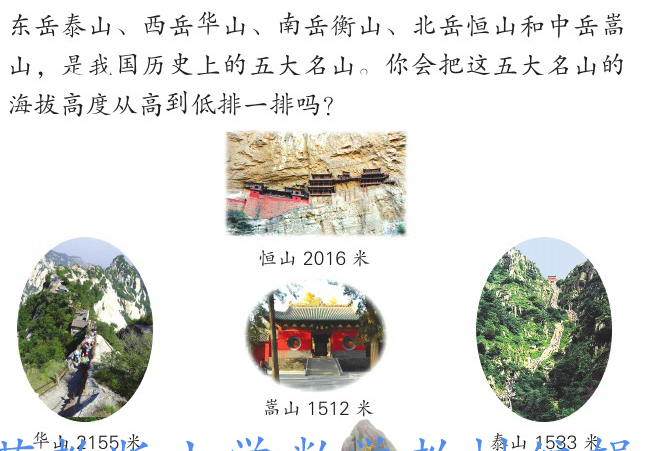 东岳泰山、西岳华山、南岳衡山、北岳恒山和中岳嵩
山，是我国历史上的五大名山。你会把这五大名山的
海拔高度从高到低排一排吗？
恒山 2016 米
嵩山 1512 米
华山 2155 米
泰山 1533 米